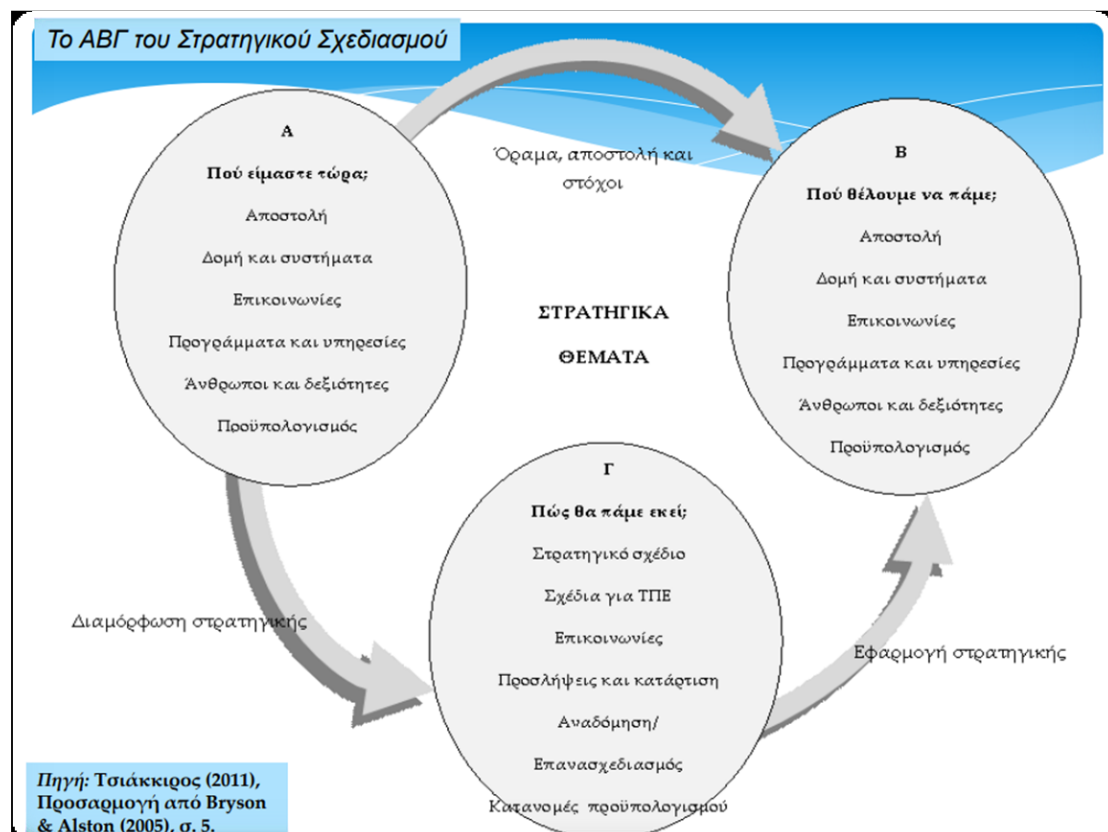 Το ΑΒΓ του Στρατηγικού Σχεδιασμού
Α
Πού είμαστε τώρα;
Αποστολή
Δομή και συστήματα
Επικοινωνίες
Προγράμματα και υπηρεσίες
Άνθρωποι και δεξιότητες
Προϋπολογισμός
Όραμα, αποστολή και
στόχοι
Β
Πού θέλουμε να πάμε;
Αποστολή
Δομή και συστήματα
Επικοινωνίες
Προγράμματα και υπηρεσίες
Άνθρωποι και δεξιότητες
Προϋπολογισμός
ΣΤΡΑΤΗΓΙΚΑ
ΘΕΜΑΤΑ
Γ
Πώς θα πάμε εκεί;
Στρατηγικό σχέδιο
Σχέδια για ΤΠΕ
Επικοινωνίες
Προσλήψεις και κατάρτιση
Αναδόμηση/
Επανασχεδιασμός
Κατανομές προϋπολογισμού
Διαμόρφωση στρατηγικής
Εφαρμογή στρατηγικής
Πηγή: Τσιάκκιρος (2011),
Προσαρμογή από Bryson
& Alston (2005), σ. 5.